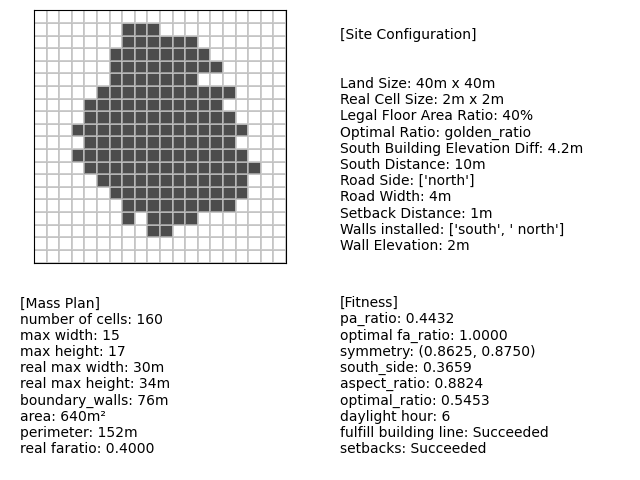 [Site Configuration]
Land Size: 40m x 40m
Real Cell Size: 2m x 2m
Legal Floor Area Ratio: 40%
Optimal Ratio: golden_ratio
South Building Elevation Diff: 4.2m
South Distance: 10m
Road Side: ['north']
Road Width: 4m
Setback Distance: 1m
Walls installed: ['south', ' north']
Wall Elevation: 2m
[Mass Plan]
number of cells: 160
max width: 15
max height: 17
real max width: 30m
real max height: 34m
boundary_walls: 76m
area: 640m²
perimeter: 152m
real faratio: 0.4000
[Fitness]
pa_ratio: 0.4432
optimal fa_ratio: 1.0000
symmetry: (0.8625, 0.8750)
south_side: 0.3659
aspect_ratio: 0.8824
optimal_ratio: 0.5453
daylight hour: 6
fulfill building line: Succeeded
setbacks: Succeeded